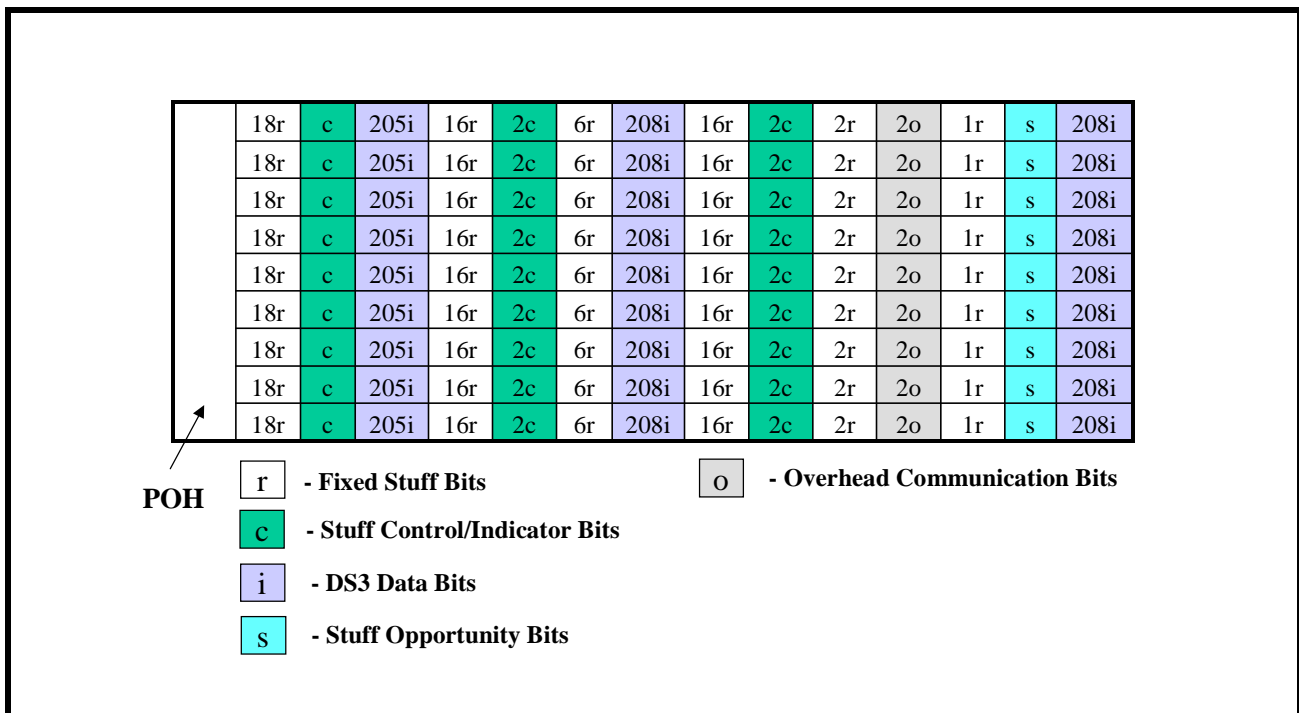 18r c 205i 16r 2c 6r 208i 16r 2c 2r 2o 1r s 208i
18r c 205i 16r 2c 6r 208i 16r 2c 2r 2o 1r s 208i
18r c 205i 16r 2c 6r 208i 16r 2c 2r 2o 1r s 208i
18r c 205i 16r 2c 6r 208i 16r 2c 2r 2o 1r s 208i
18r c 205i 16r 2c 6r 208i 16r 2c 2r 2o 1r s 208i
18r c 205i 16r 2c 6r 208i 16r 2c 2r 2o 1r s 208i
18r c 205i 16r 2c 6r 208i 16r 2c 2r 2o 1r s 208i
18r c 205i 16r 2c 6r 208i 16r 2c 2r 2o 1r s 208i
18r c 205i 16r 2c 6r 208i 16r 2c 2r 2o 1r s 208i
POH
r - Fixed Stuff Bits
o - Overhead Communication Bits
c - Stuff Control/Indicator Bits
i - DS3 Data Bits
s - Stuff Opportunity Bits